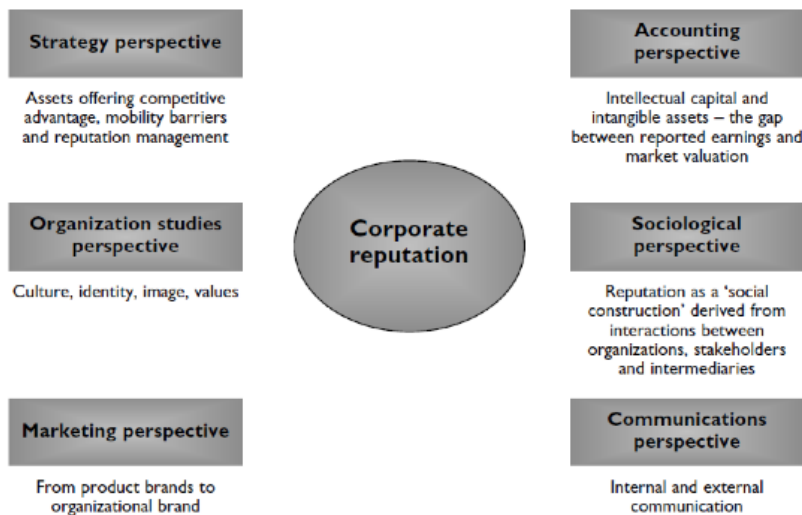 Strategy perspective
Assets offering competitive
advantage, mobility barriers
and reputation management
Accounting
perspective
Intellectual capital and
intangible assets – the gap
between reported earnings and
market valuation
Organization studies
perspective
Culture, identity, image, values
Corporate
reputation
Sociological
perspective
Reputation as a ‘social
construction’ derived from
interactions between
organizations, stakeholders
and intermediaries
Marketing perspective
From product brands to
organizational brand
Communications
perspective
Internal and external
communication